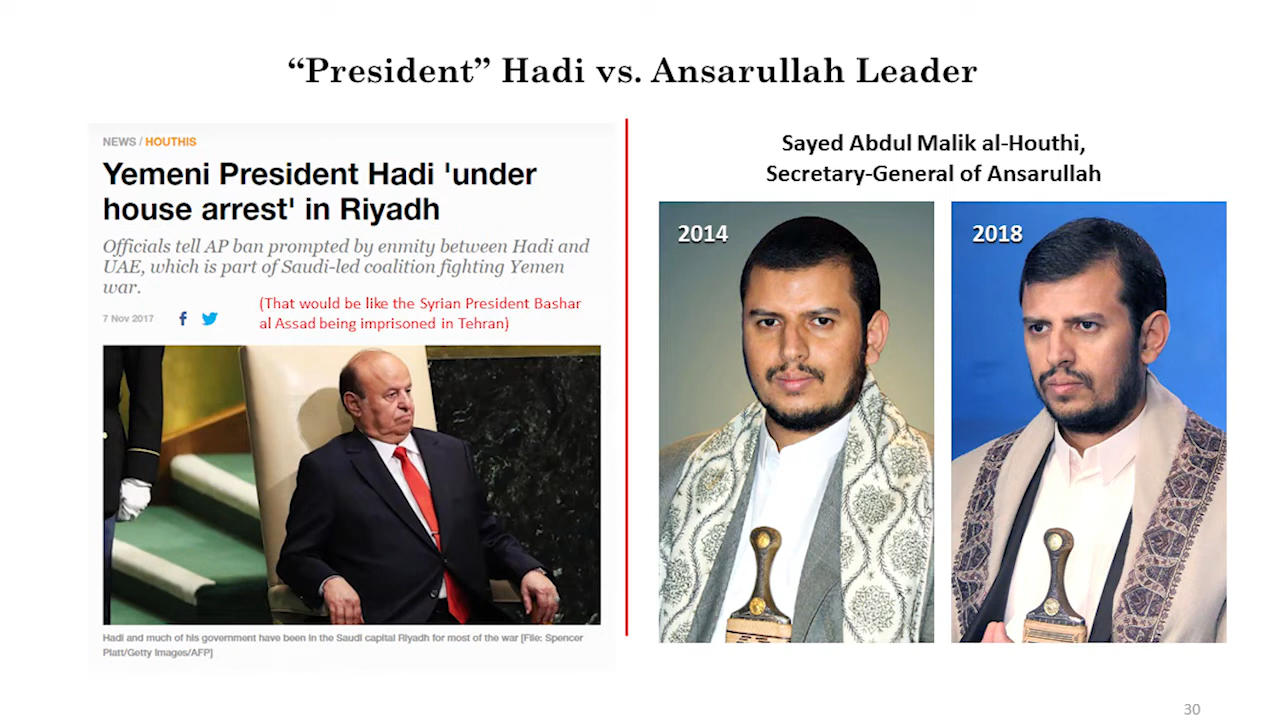 “President” Hadi vs. Ansarullah Leader
NEWS / HOUTHIS
Yemeni President Hadi 'under
house arrest' in Riyadh
Officials tell AP ban prompted by enmity between Hadi and
UAE, which is part of Saudi-led coalition fighting Yemen
war.
(That would be like the Syrian President Bashar
al Assad being imprisoned in Tehran)
7 Nov 2017
Hadi and much of his government have been in the Saudi capital Riyadh for most of the war [File: Spencer
Platt/Getty Images/AFP]
Sayed Abdul Malik al-Houthi,
Secretary-General of Ansarullah
2014
2018
30